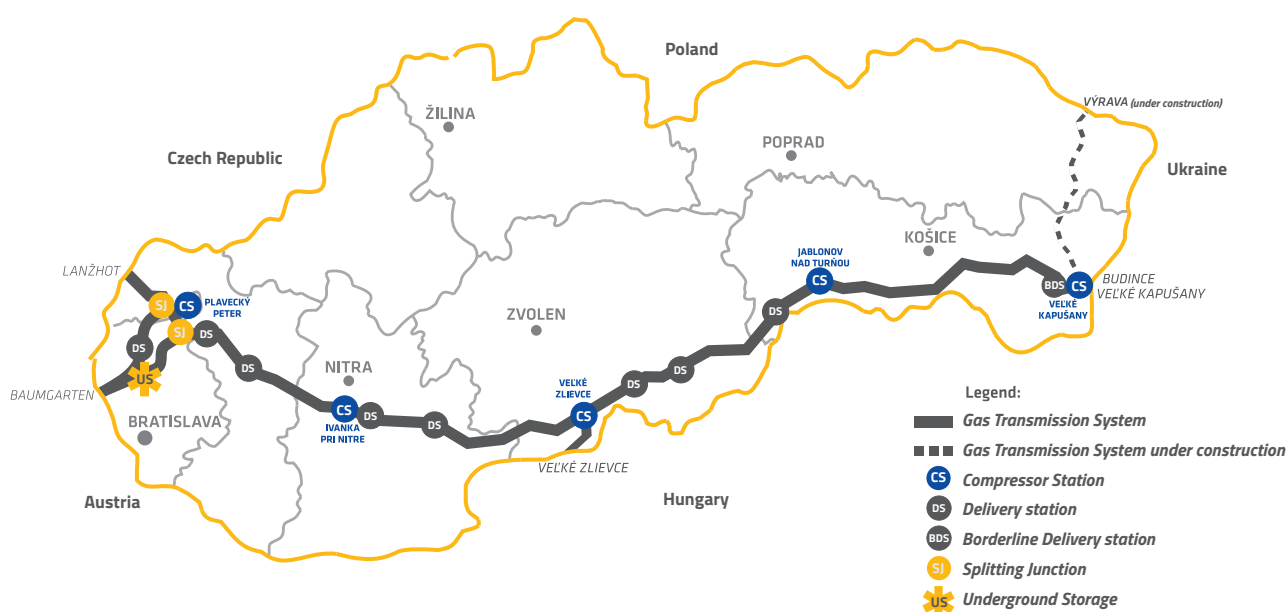 Poland
VÝRAVA (under construction)
ŽILINA
POPRAD
Czech Republic
Ukraine
KOŠICE
JABLONOV
NAD TURŇOU
CS
LANŽHOT
BUDINCE
VEĽKÉ KAPUŠANY
BDS
CS
VEĽKÉ
KAPUŠANY
SJ
CS
PLAVECKÝ
PETER
SJ
DS
DS
ZVOLEN
DS
DS
US
NITRA
DS
DS
BAUMGARTEN
VEĽKÉ
ZLIEVCE
CS
BRATISLAVA
CS
DS
IVANKA
PRI NITRE
DS
VEĽKÉ ZLIEVCE
Austria
Hungary
Legend:
Gas Transmission System
Gas Transmission System under construction
CS Compressor Station
DS Delivery station
BDS Borderline Delivery station
SJ Splitting Junction
US Underground Storage